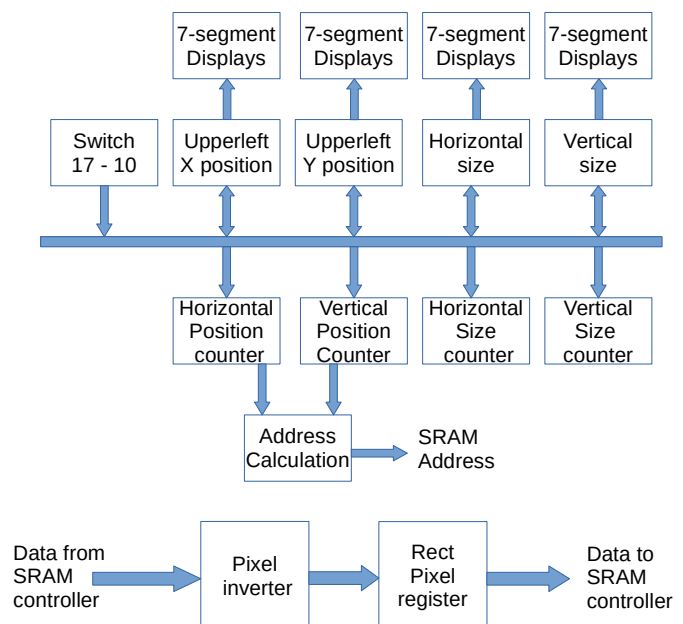 7-segment
Displays
7-segment
Displays
7-segment
Displays
7-segment
Displays
Switch
17 - 10
Upperleft
X position
Upperleft
Y position
Horizontal
size
Vertical
size
Horizontal
Position
counter
Vertical
Position
Counter
Horizontal
Size
counter
Vertical
Size
counter
Address
Calculation
SRAM
Address
Data from
SRAM
controller
Pixel
inverter
Rect
Pixel
register
Data to
SRAM
controller